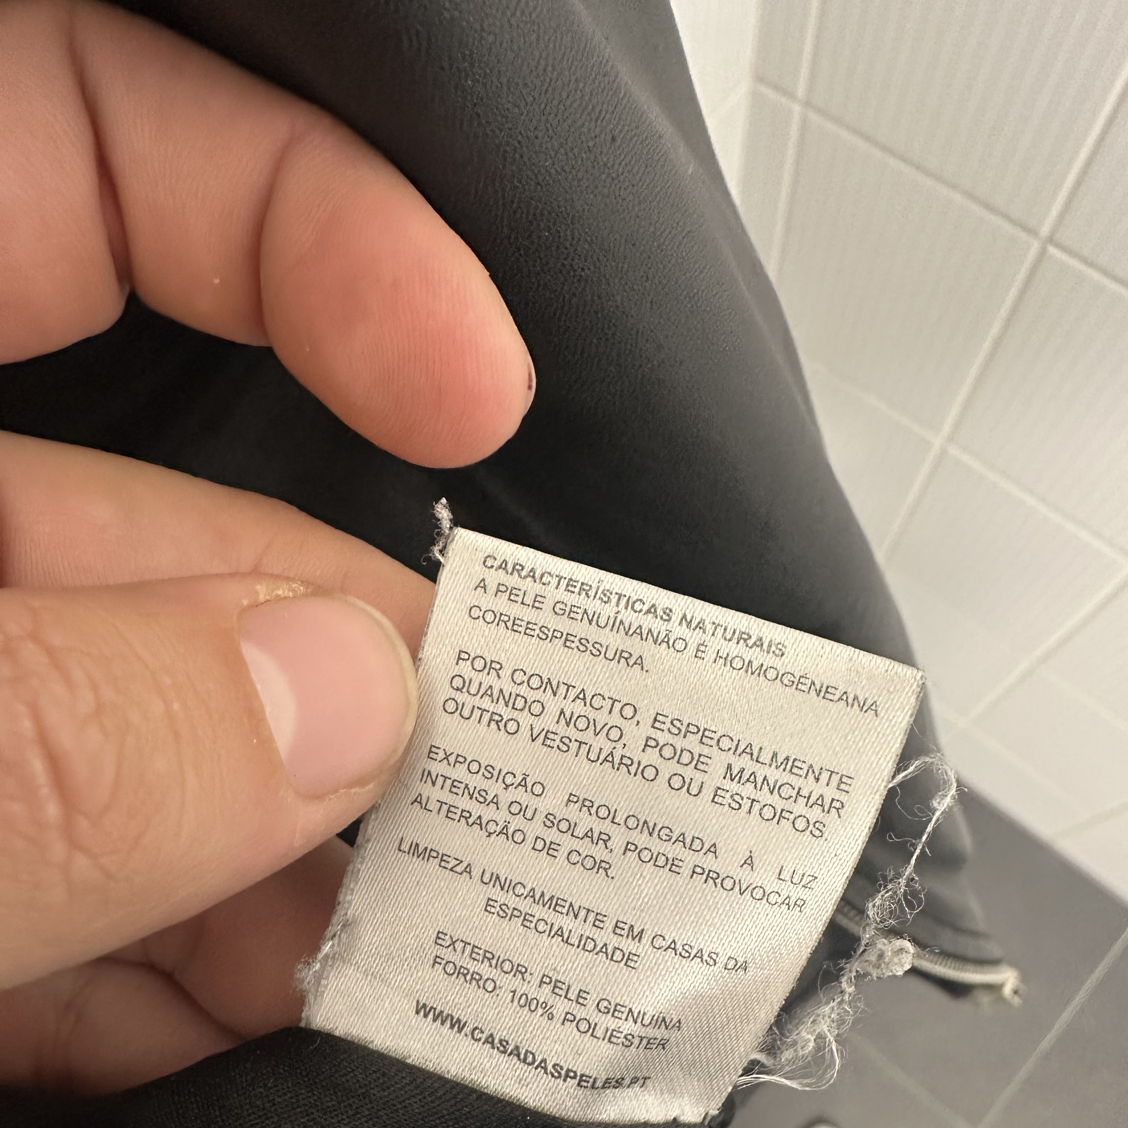 CARACTERÍSTICAS NATURAIS
A PELE GENUÍNANÃO É HOMOGÉNEANA
COREESPESSURA.
POR CONTACTO, ESPECIALMENTE
QUANDO NOVO, PODE MANCHAR
OUTRO VESTUÁRIO OU ESTOFOS.
EXPOSIÇÃO PROLONGADA À LUZ
INTENSA OU SOLAR, PODE PROVOCAR
ALTERAÇÃO DE COR.
LIMPEZA UNICAMENTE EM CASAS DA
ESPECIALIDADE
EXTERIOR: PELE GENUÍNA
FORRO: 100% POLIESTER
WWW.CASADASPELES.PT